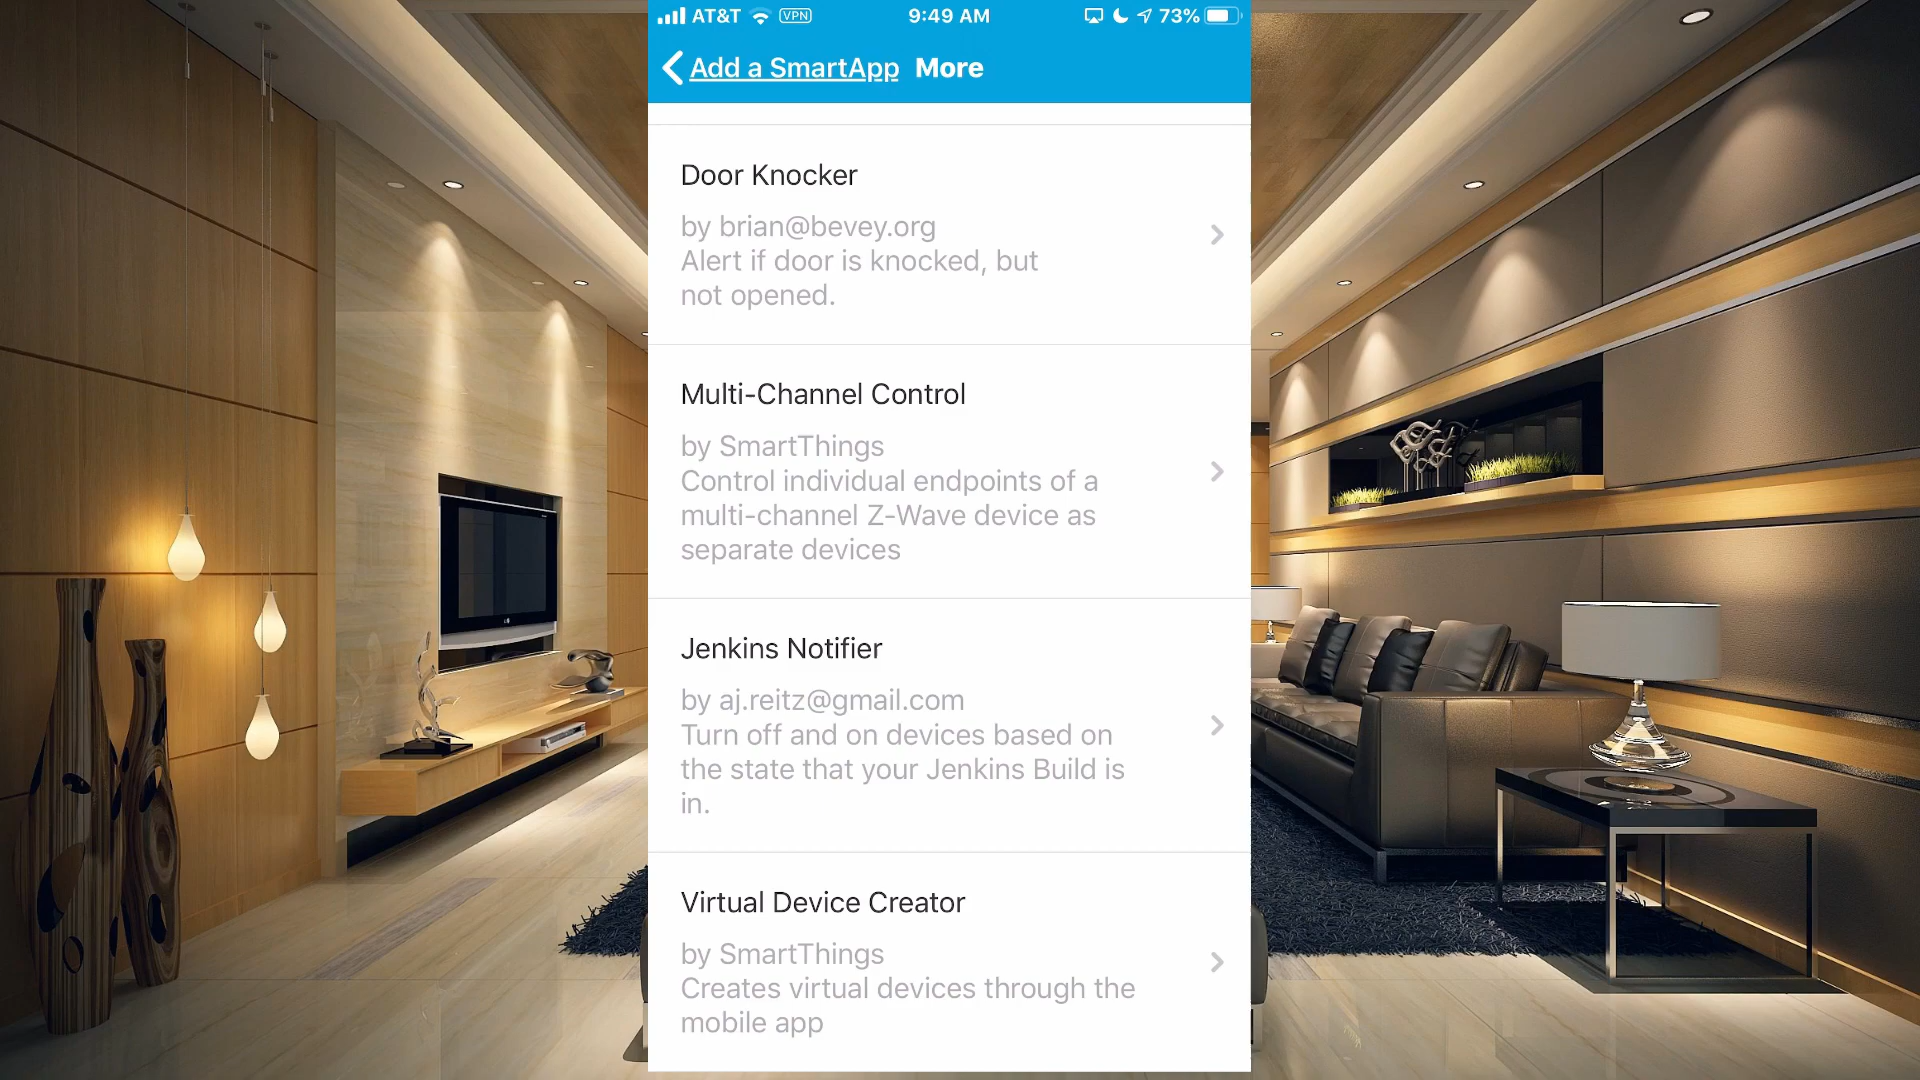 AT&T VPN 9:49 AM 73%
Add a SmartApp More
Door Knocker
by brian@bevey.org
Alert if door is knocked, but
not opened.
Multi-Channel Control
by SmartThings
Control individual endpoints of a
multi-channel Z-Wave device as
separate devices
Jenkins Notifier
by aj.reitz@gmail.com
Turn off and on devices based on
the state that your Jenkins Build is
in.
Virtual Device Creator
by SmartThings
Creates virtual devices through the
mobile app